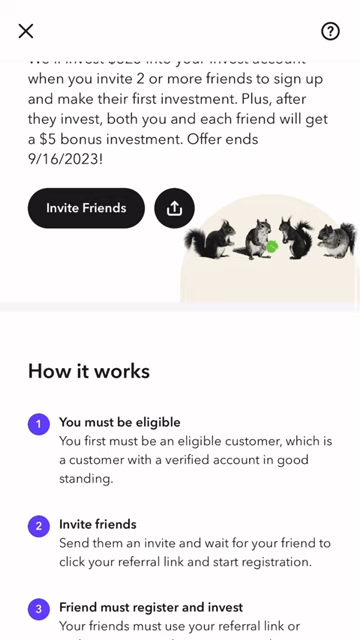 when you invite 2 or more friends to sign up
and make their first investment. Plus, after
they invest, both you and each friend will get
a $5 bonus investment. Offer ends
9/16/2023!
Invite Friends
How it works
1 You must be eligible
You first must be an eligible customer, which is
a customer with a verified account in good
standing.
2 Invite friends
Send them an invite and wait for your friend to
click your referral link and start registration.
3 Friend must register and invest
Your friends must use your referral link or